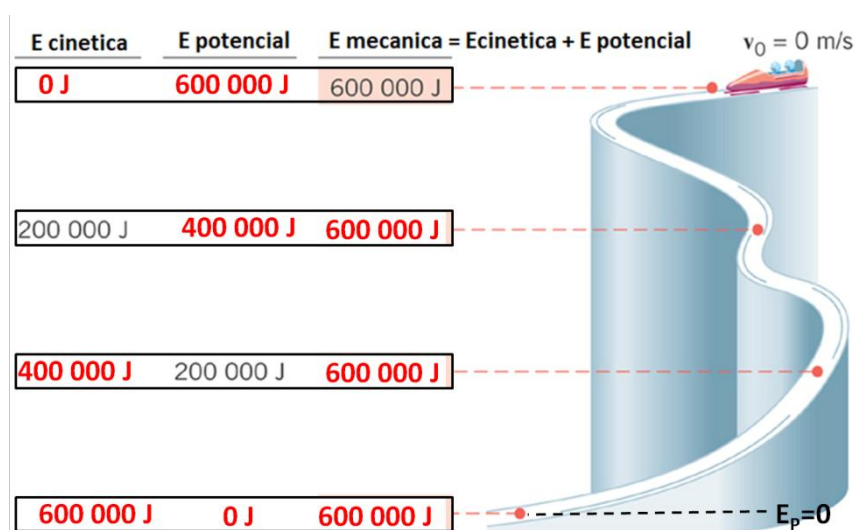 E cinetica E potencial E mecanica = Ecinetica + E potencial v0 = 0 m/s
0 J 600 000 J 600 000 J
200 000 J 400 000 J 600 000 J
400 000 J 200 000 J 600 000 J
600 000 J 0 J 600 000 J EP=0